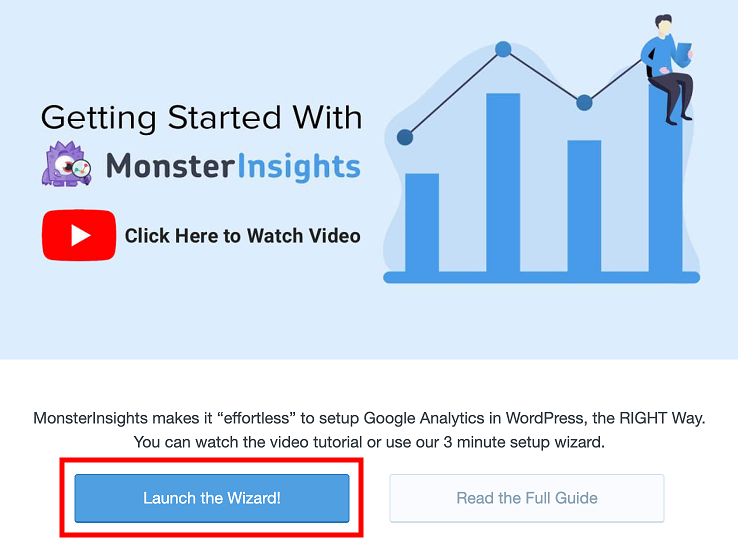 Getting Started With
MonsterInsights
Click Here to Watch Video
MonsterInsights makes it “effortless” to setup Google Analytics in WordPress, the RIGHT Way.
You can watch the video tutorial or use our 3 minute setup wizard.
Launch the Wizard!
Read the Full Guide